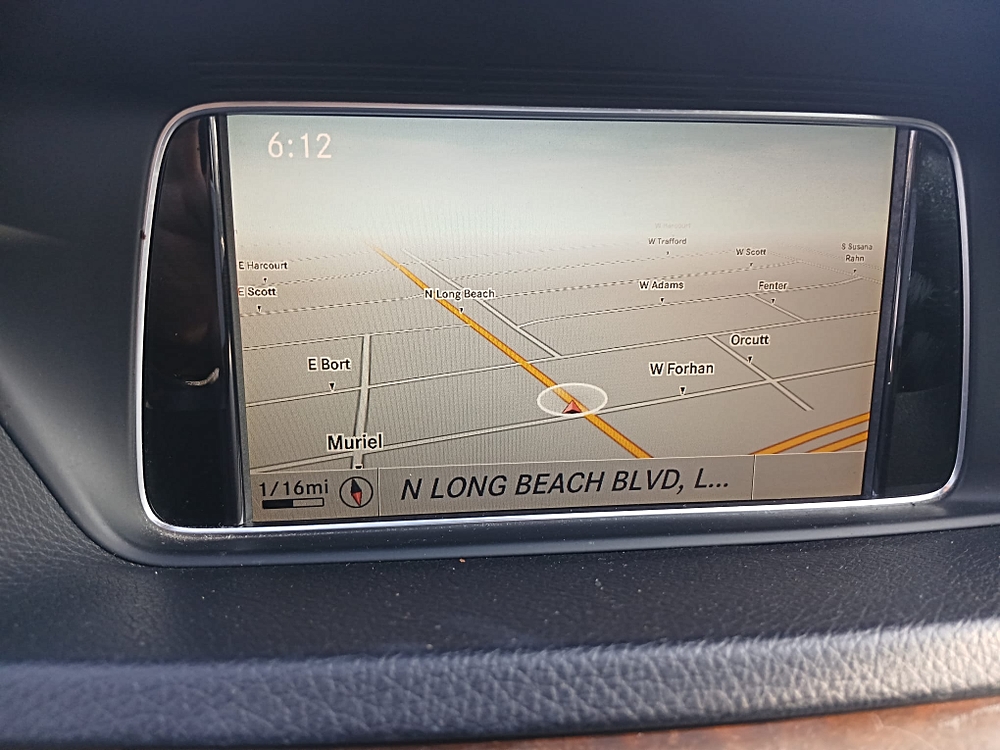 6:12
W Trafford
W Scott
S Susana
Rahn
E Harcourt
E Scott
N Long Beach
W Adams
Fenter
E Bort
Orcutt
W Forhan
Muriel
1/16mi
N LONG BEACH BLVD, L...